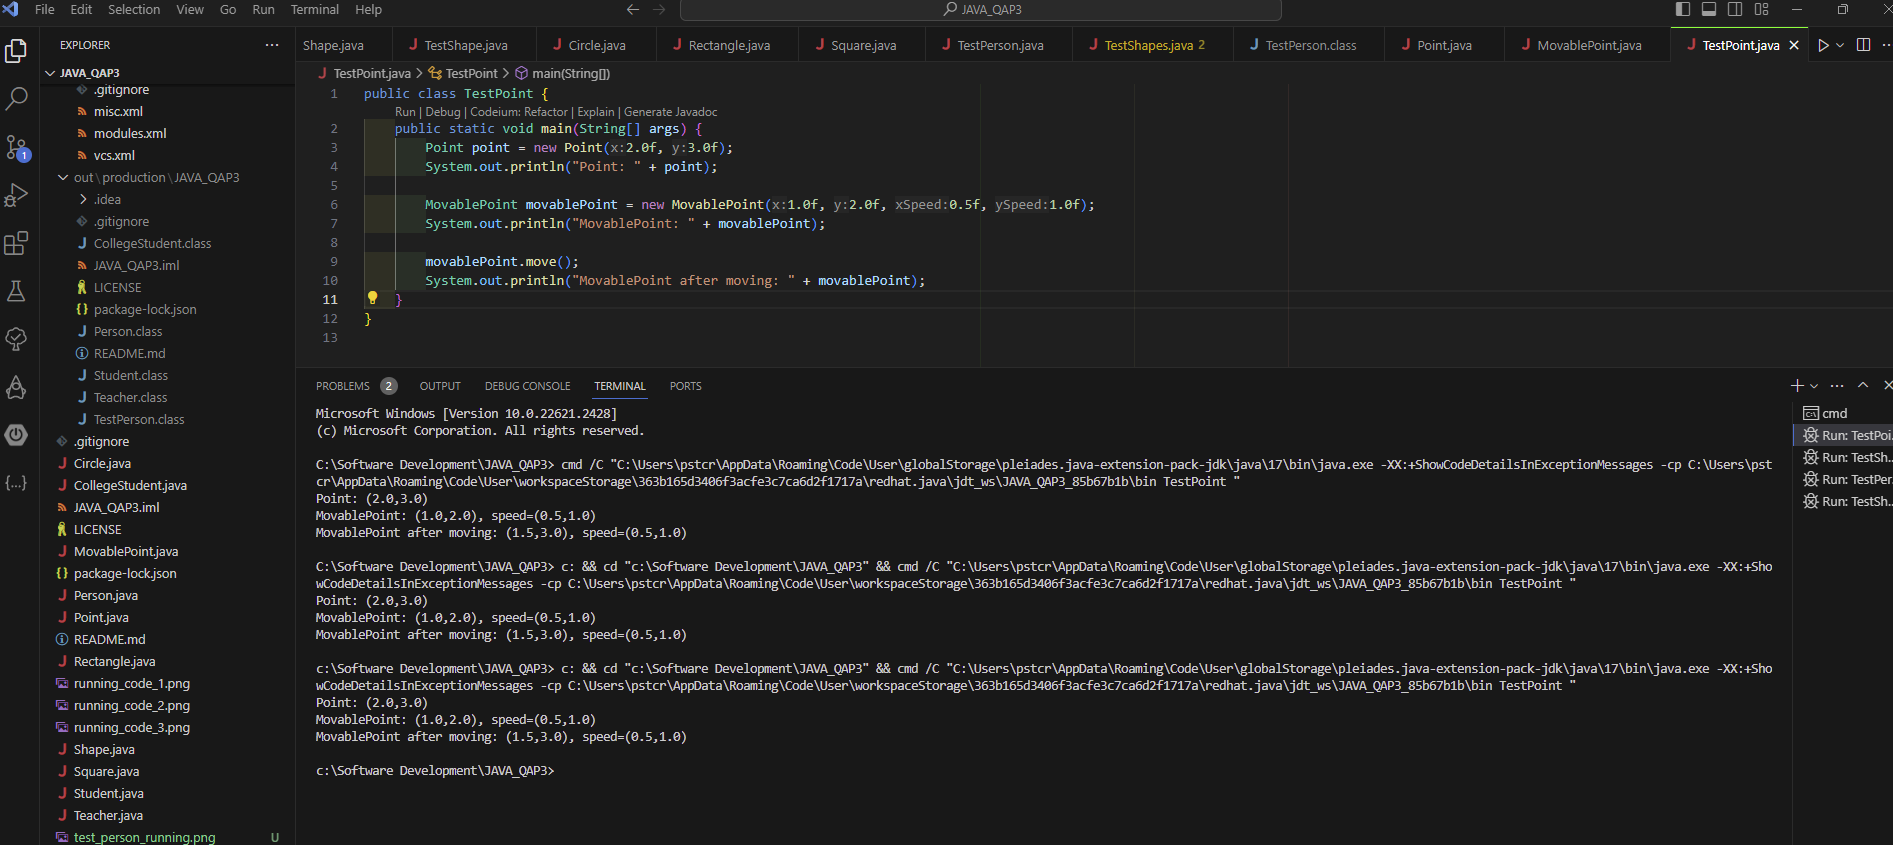 File Edit Selection View Go Run Terminal Help
JAVA_QAP3
EXPLORER
JAVA_QAP3
.gitignore
misc.xml
modules.xml
vcs.xml
out\production\JAVA_QAP3
.idea
.gitignore
CollegeStudent.class
JAVA_QAP3.iml
LICENSE
package-lock.json
Person.class
README.md
Student.class
Teacher.class
TestPerson.class
.gitignore
Circle.java
CollegeStudent.java
JAVA_QAP3.iml
LICENSE
MovablePoint.java
package-lock.json
Person.java
Point.java
README.md
Rectangle.java
running_code_1.png
running_code_2.png
running_code_3.png
Shape.java
Square.java
Student.java
Teacher.java
test_person_running.png U
1
Shape.java TestShape.java Circle.java Rectangle.java Square.java TestPerson.java TestShapes.java 2 TestPerson.class Point.java MovablePoint.java TestPoint.java
TestPoint.java > TestPoint > main(String[])
1 public class TestPoint {
Run | Debug | Codeium: Refactor | Explain | Generate Javadoc
2 public static void main(String[] args) {
3 Point point = new Point(x:2.0f, y:3.0f);
4 System.out.println("Point: " + point);
5
6 MovablePoint movablePoint = new MovablePoint(x:1.0f, y:2.0f, xSpeed:0.5f, ySpeed:1.0f);
7 System.out.println("MovablePoint: " + movablePoint);
8
9 movablePoint.move();
10 System.out.println("MovablePoint after moving: " + movablePoint);
11 }
12 }
13
PROBLEMS 2 OUTPUT DEBUG CONSOLE TERMINAL PORTS
Microsoft Windows [Version 10.0.22621.2428]
(c) Microsoft Corporation. All rights reserved.
C:\Software Development\JAVA_QAP3> cmd /C "C:\Users\pstcr\AppData\Roaming\Code\User\globalStorage\pleiades.java-extension-pack-jdk\java\17\bin\java.exe -XX:+ShowCodeDetailsInExceptionMessages -cp C:\Users\pst
cr\AppData\Roaming\Code\User\workspaceStorage\363b165d3406f3acfe3c7ca6d2f1717a\redhat.java\jdt_ws\JAVA_QAP3_85b67b1b\bin TestPoint "
Point: (2.0,3.0)
MovablePoint: (1.0,2.0), speed=(0.5,1.0)
MovablePoint after moving: (1.5,3.0), speed=(0.5,1.0)
C:\Software Development\JAVA_QAP3> c: && cd "c:\Software Development\JAVA_QAP3" && cmd /C "C:\Users\pstcr\AppData\Roaming\Code\User\globalStorage\pleiades.java-extension-pack-jdk\java\17\bin\java.exe -XX:+Sho
wCodeDetailsInExceptionMessages -cp C:\Users\pstcr\AppData\Roaming\Code\User\workspaceStorage\363b165d3406f3acfe3c7ca6d2f1717a\redhat.java\jdt_ws\JAVA_QAP3_85b67b1b\bin TestPoint "
Point: (2.0,3.0)
MovablePoint: (1.0,2.0), speed=(0.5,1.0)
MovablePoint after moving: (1.5,3.0), speed=(0.5,1.0)
c:\Software Development\JAVA_QAP3> c: && cd "c:\Software Development\JAVA_QAP3" && cmd /C "C:\Users\pstcr\AppData\Roaming\Code\User\globalStorage\pleiades.java-extension-pack-jdk\java\17\bin\java.exe -XX:+Sho
wCodeDetailsInExceptionMessages -cp C:\Users\pstcr\AppData\Roaming\Code\User\workspaceStorage\363b165d3406f3acfe3c7ca6d2f1717a\redhat.java\jdt_ws\JAVA_QAP3_85b67b1b\bin TestPoint "
Point: (2.0,3.0)
MovablePoint: (1.0,2.0), speed=(0.5,1.0)
MovablePoint after moving: (1.5,3.0), speed=(0.5,1.0)
c:\Software Development\JAVA_QAP3>
cmd
Run: TestPoi...
Run: TestSh...
Run: TestPer...
Run: TestSh...